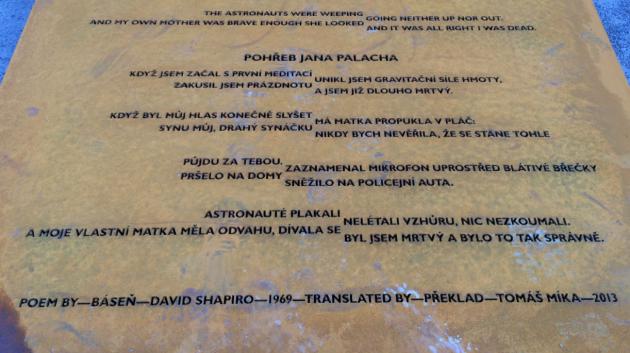 THE ASTRONAUTS WERE WEEPING
GOING NEITHER UP NOR OUT.
AND MY OWN MOTHER WAS BRAVE ENOUGH SHE LOOKED
AND IT WAS ALL RIGHT I WAS DEAD.
POHŘEB JANA PALACHA
KDYŽ JSEM ZAČAL S PRVNÍ MEDITACÍ
UNIKL JSEM GRAVITAČNÍ SÍLE HMOTY,
ZAKUSIL JSEM PRÁZDNOTU
A JSEM JIŽ DLOUHO MRTVÝ.
KDYŽ BYL MŮJ HLAS KONEČNĚ SLYŠET
MÁ MATKA PROPUKLA V PLÁČ:
SYNU MŮJ, DRAHÝ SYNÁČKU
NIKDY BYCH NEVĚŘILA, ŽE SE STANE TOHLE
PŮJDU ZA TEBOU.
ZAZNAMENAL MIKROFON UPROSTŘED BLÁTIVÉ BŘEČKY
PRŠELO NA DOMY
SNĚŽILO NA POLICEJNÍ AUTA.
ASTRONAUTÉ PLAKALI
NELÉTALI VZHŮRU, NIC NEZKOUMALI.
A MOJE VLASTNÍ MATKA MĚLA ODVAHU, DÍVALA SE
BYL JSEM MRTVÝ A BYLO TO TAK SPRÁVNĚ.
POEM BY—BÁSEŇ—DAVID SHAPIRO—1969—TRANSLATED BY—PŘEKLAD—TOMÁŠ MÍKA—2013